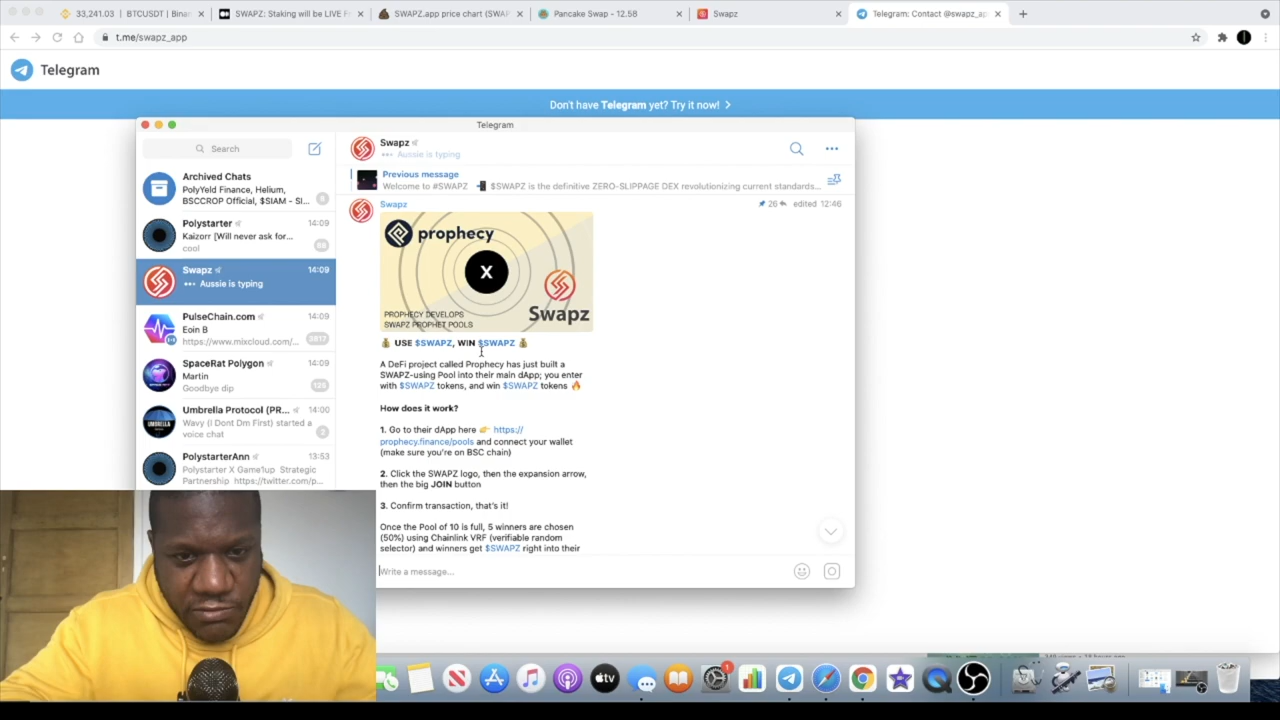 33,241.03 | BTCUSDT | Binan
SWAPZ: Staking will be LIVE F
SWAPZ.app price chart (SWAP
Pancake Swap - 12.58
Swapz
Telegram: Contact @swapz_ap
t.me/swapz_app
Telegram
Don't have Telegram yet? Try it now!
Telegram
Search
Archived Chats
PolyYeld Finance, Helium,
BSCCROP Official, $SIAM - SI...
6
Polystarter
14:09
Kaizorr [Will never ask for...
cool
69
Swapz
14:09
Aussie is typing
PulseChain.com
14:09
Eoin B
https://www.mixcloud.com/...
3817
SpaceRat Polygon
14:09
Martin
Goodbye dip
125
Umbrella Protocol (PR...
14:00
Wavy (I Dont Dm First) started a
voice chat
2
PolystarterAnn
13:53
Polystarter X Game1up Strategic
Partnership https://twitter.com/p...
Swapz
Aussie is typing
Previous message
Welcome to #SWAPZ $SWAPZ is the definitive ZERO-SLIPPAGE DEX revolutionizing current standards...
Swapz
26 edited 12:46
prophecy
X
Swapz
PROPHECY DEVELOPS
SWAPZ PROPHET POOLS
💰 USE $SWAPZ, WIN $SWAPZ 💰
A DeFi project called Prophecy has just built a
SWAPZ-using Pool into their main dApp; you enter
with $SWAPZ tokens, and win $SWAPZ tokens 🔥
How does it work?
1. Go to their dApp here 👉 https://
prophecy.finance/pools and connect your wallet
(make sure you're on BSC chain)
2. Click the SWAPZ logo, then the expansion arrow,
then the big JOIN button
3. Confirm transaction, that's it!
Once the Pool of 10 is full, 5 winners are chosen
(50%) using Chainlink VRF (verifiable random
selector) and winners get $SWAPZ right into their
Write a message...
tv
1